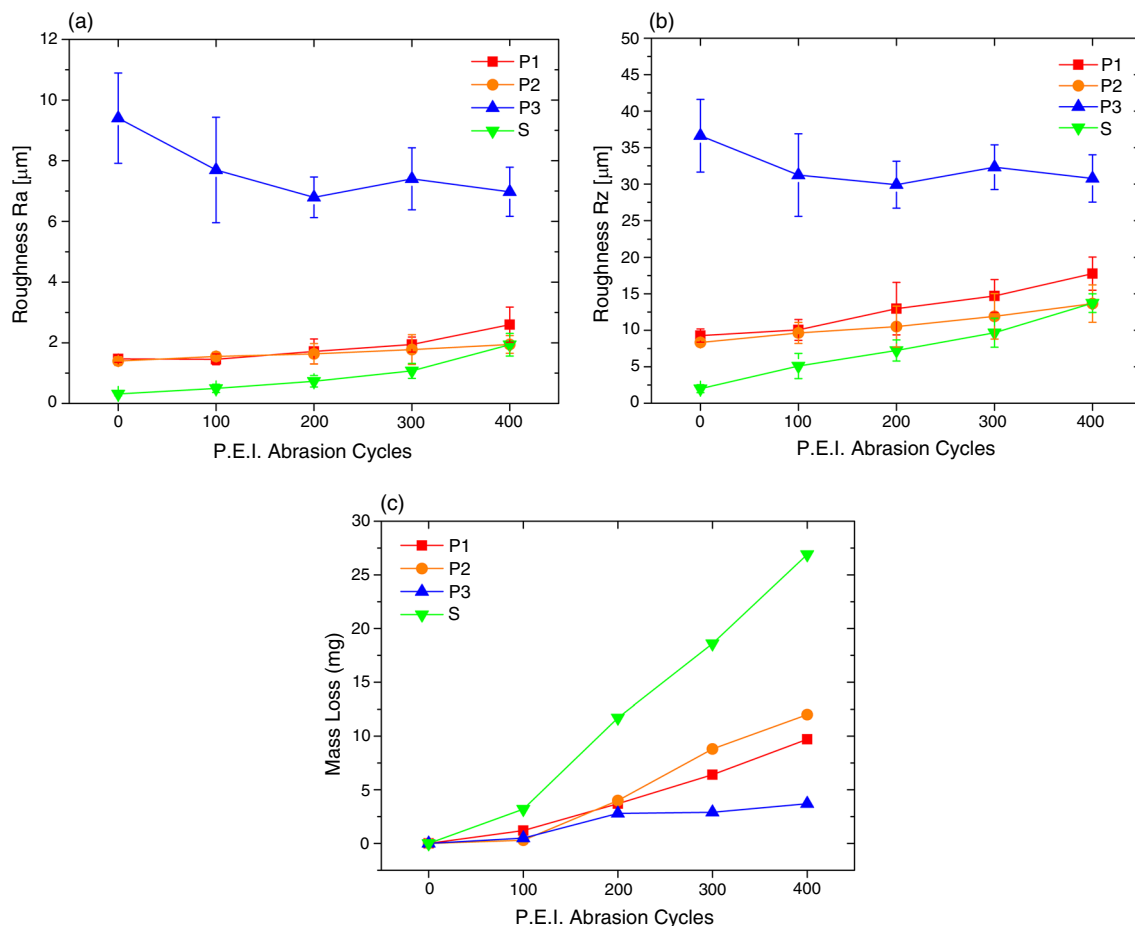 (a)
12
10
8
6
4
2
0
Roughness Ra [μm]
P1
P2
P3
S
0 100 200 300 400
P.E.I. Abrasion Cycles
(b)
50
45
40
35
30
25
20
15
10
5
0
Roughness Rz [μm]
P1
P2
P3
S
0 100 200 300 400
P.E.I. Abrasion Cycles
(c)
30
25
20
15
10
5
0
Mass Loss (mg)
P1
P2
P3
S
0 100 200 300 400
P.E.I. Abrasion Cycles